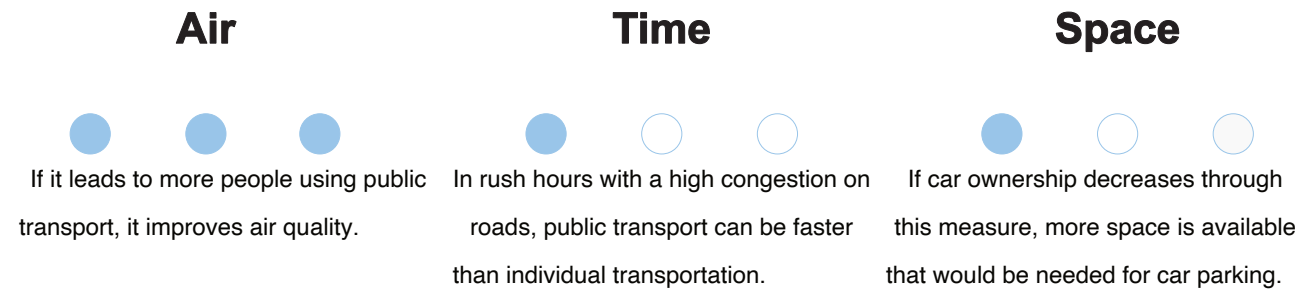 Air
If it leads to more people using public
transport, it improves air quality.
Time
In rush hours with a high congestion on
roads, public transport can be faster
than individual transportation.
Space
If car ownership decreases through
this measure, more space is available
that would be needed for car parking.